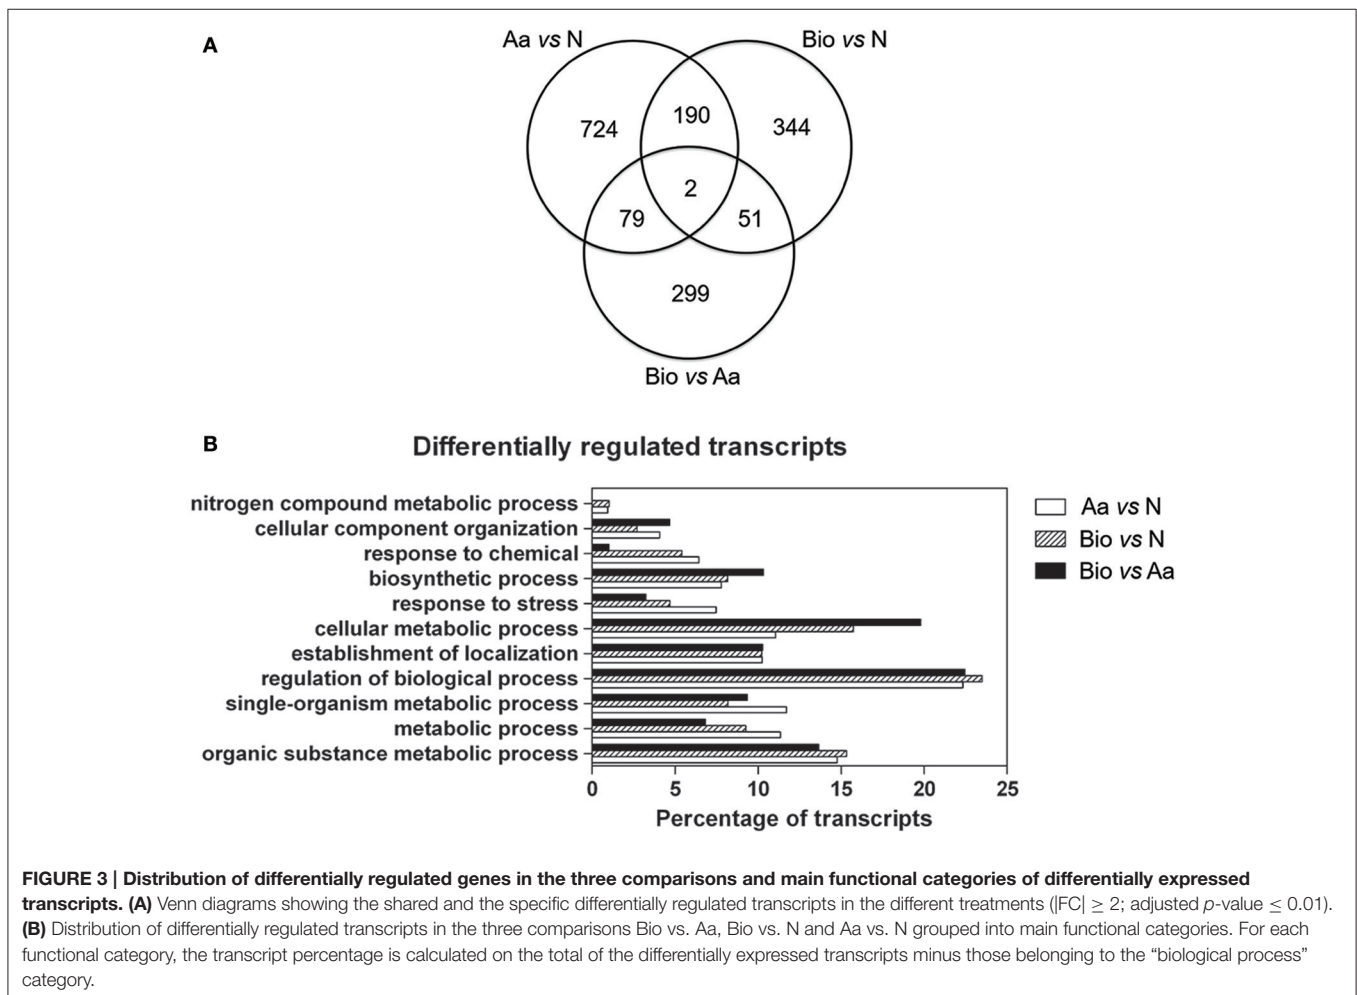 A
Aa vs N
Bio vs N
724
190
344
2
79
51
299
Bio vs Aa
B
Differentially regulated transcripts
nitrogen compound metabolic process
cellular component organization
response to chemical
biosynthetic process
response to stress
cellular metabolic process
establishment of localization
regulation of biological process
single-organism metabolic process
metabolic process
organic substance metabolic process
0 5 10 15 20 25
Percentage of transcripts
Aa vs N
Bio vs N
Bio vs Aa
FIGURE 3 | Distribution of differentially regulated genes in the three comparisons and main functional categories of differentially expressed
transcripts. (A) Venn diagrams showing the shared and the specific differentially regulated transcripts in the different treatments (|FC| ≥ 2; adjusted p-value ≤ 0.01).
(B) Distribution of differentially regulated transcripts in the three comparisons Bio vs. Aa, Bio vs. N and Aa vs. N grouped into main functional categories. For each
functional category, the transcript percentage is calculated on the total of the differentially expressed transcripts minus those belonging to the “biological process”
category.